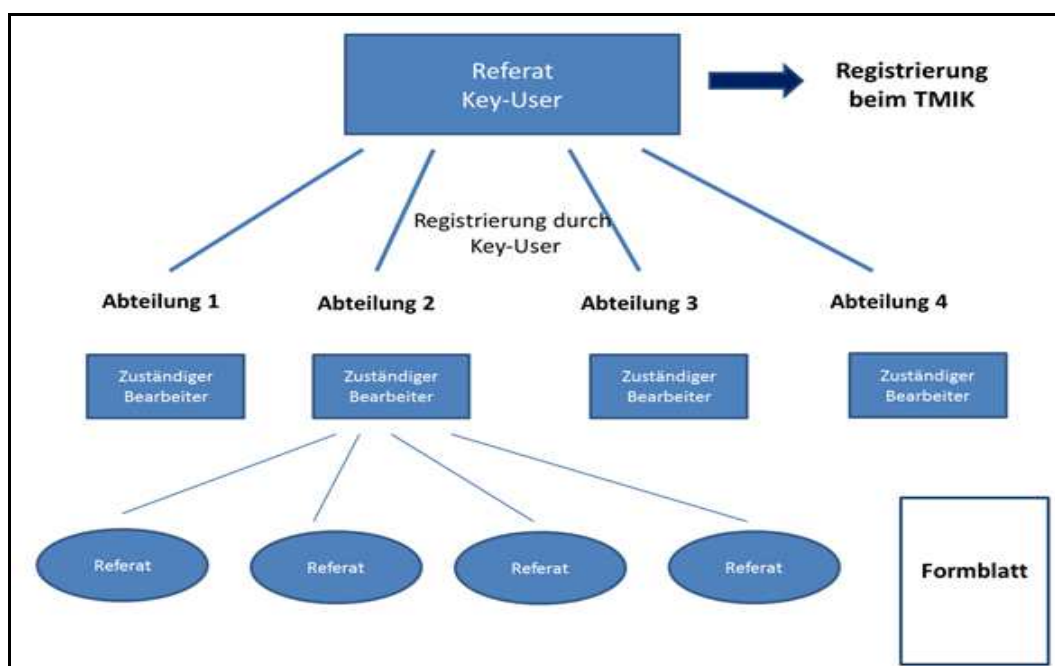 Referat
Key-User
Registrierung
beim TMIK
Registrierung durch
Key-User
Abteilung 1
Abteilung 2
Abteilung 3
Abteilung 4
Zuständiger
Bearbeiter
Zuständiger
Bearbeiter
Zuständiger
Bearbeiter
Zuständiger
Bearbeiter
Referat
Referat
Referat
Referat
Formblatt